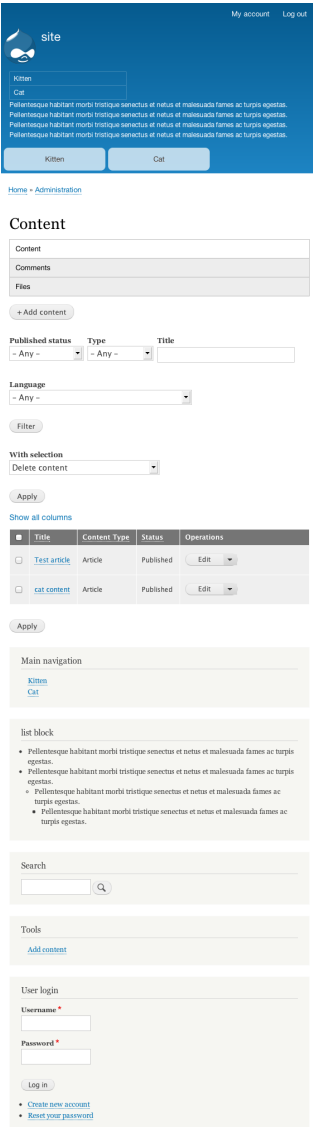 My account Log out
site
Kitten
Cat
Pellentesque habitant morbi tristique senectus et netus et malesuada fames ac turpis egestas.
Pellentesque habitant morbi tristique senectus et netus et malesuada fames ac turpis egestas.
Pellentesque habitant morbi tristique senectus et netus et malesuada fames ac turpis egestas.
Pellentesque habitant morbi tristique senectus et netus et malesuada fames ac turpis egestas.
Kitten Cat
Home » Administration
Content
Content
Comments
Files
+ Add content
Published status Type Title
- Any - - Any -
Language
- Any -
Filter
With selection
Delete content
Apply
Show all columns
Title Content Type Status Operations
Test article Article Published Edit
cat content Article Published Edit
Apply
Main navigation
Kitten
Cat
list block
• Pellentesque habitant morbi tristique senectus et netus et malesuada fames ac turpis
egestas.
• Pellentesque habitant morbi tristique senectus et netus et malesuada fames ac turpis
egestas.
◦ Pellentesque habitant morbi tristique senectus et netus et malesuada fames ac
turpis egestas.
• Pellentesque habitant morbi tristique senectus et netus et malesuada fames ac
turpis egestas.
Search
Tools
Add content
User login
Username *
Password *
Log in
• Create new account
• Reset your password